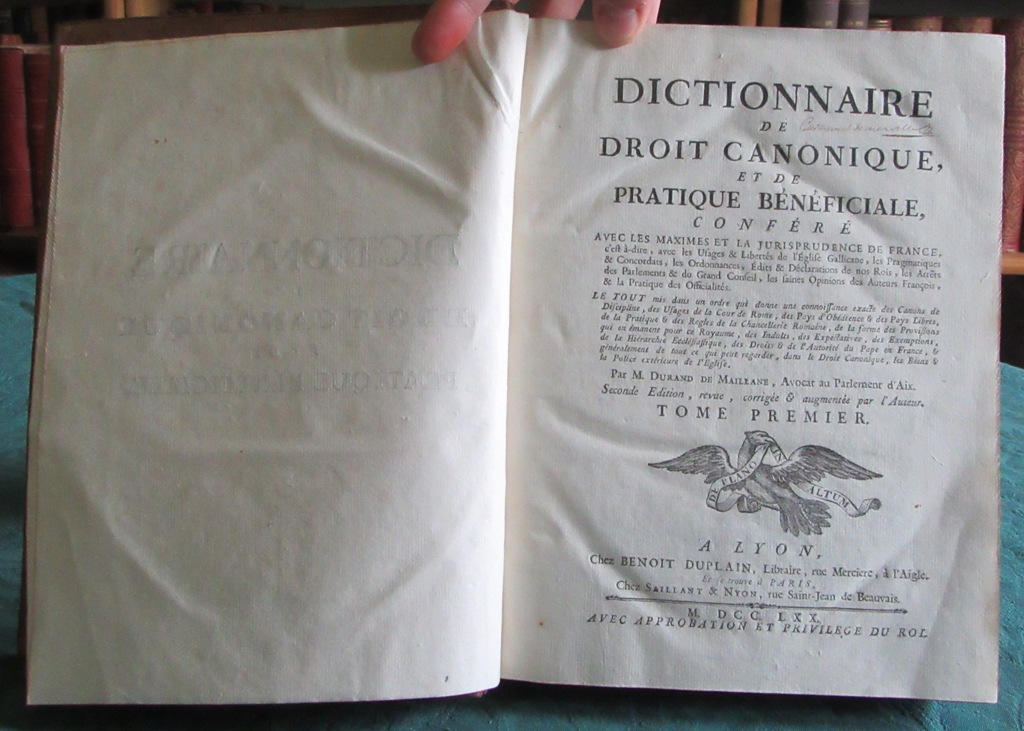 DICTIONNAIRE
DE
DROIT CANONIQUE,
ET DE
PRATIQUE BÉNÉFICIALE,
CONFÉRÉ
AVEC LES MAXIMES ET LA JURISPRUDENCE DE FRANCE,
c'est-à-dire, avec les Usages & Libertés de l'Église Gallicane, les Pragmatiques
& Concordats, les Ordonnances, Édits & Déclarations de nos Rois, les Arrêts
des Parlements & du Grand Conseil, les saines Opinions des Auteurs François,
& la Pratique des Officialités.
LE TOUT mis dans un ordre qui donne une connoissance exacte des Canons de
Discipline, des Usages de la Cour de Rome, des Pays d'Obédience & des Pays Libres,
de la Pratique & des Regles de la Chancellerie Romaine, de la forme des Provisions
qui en émanent pour ce Royaume, des Indults, des Expectatives, des Exemptions,
de la Hiérarchie Ecclésiastique, des Droits & de l'Autorité du Pape en France, &
généralement de tout ce qui peut regarder, dans le Droit Canonique, les Biens &
la Police extérieure de l'Église.
Par M. DURAND DE MAILLANE, Avocat au Parlement d'Aix.
Seconde Edition, revue, corrigée & augmentée par l'Auteur.
TOME PREMIER.
DE PLANO IN ALTUM
A LYON,
Chez BENOIT DUPLAIN, Libraire, rue Merciere, à l'Aigle.
Et se trouve à PARIS,
Chez SAILLANT & NYON, rue Saint-Jean de Beauvais.
M. DCC. LXX.
AVEC APPROBATION ET PRIVILEGE DU ROI.